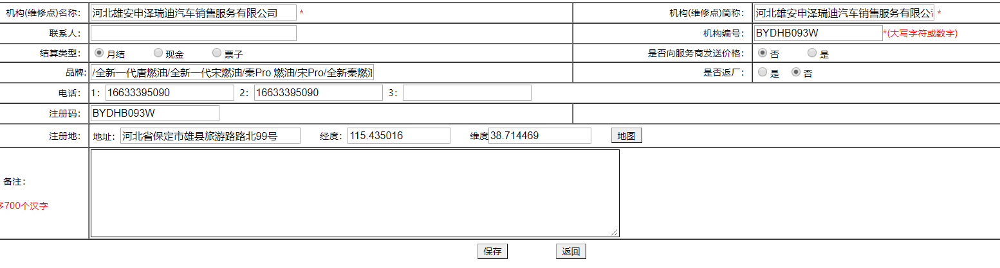 机构(维修点)名称： 河北雄安申泽瑞迪汽车销售服务有限公司 * 机构(维修点)简称： 河北雄安申泽瑞迪汽车销售服务有限公 *
联系人： 机构编号： BYDHB093W *(大写字符或数字)
结算类型： 月结 现金 票子 是否向服务商发送价格： 否 是
品牌: /全新一代唐燃油/全新一代宋燃油/秦Pro 燃油/宋Pro/全新秦燃 是否返厂： 是 否
电话： 1： 16633395090 2： 16633395090 3：
注册码： BYDHB093W
注册地： 地址： 河北省保定市雄县旅游路路北99号 经度： 115.435016 维度 38.714469 地图
备注：
多700个汉字
保存 返回